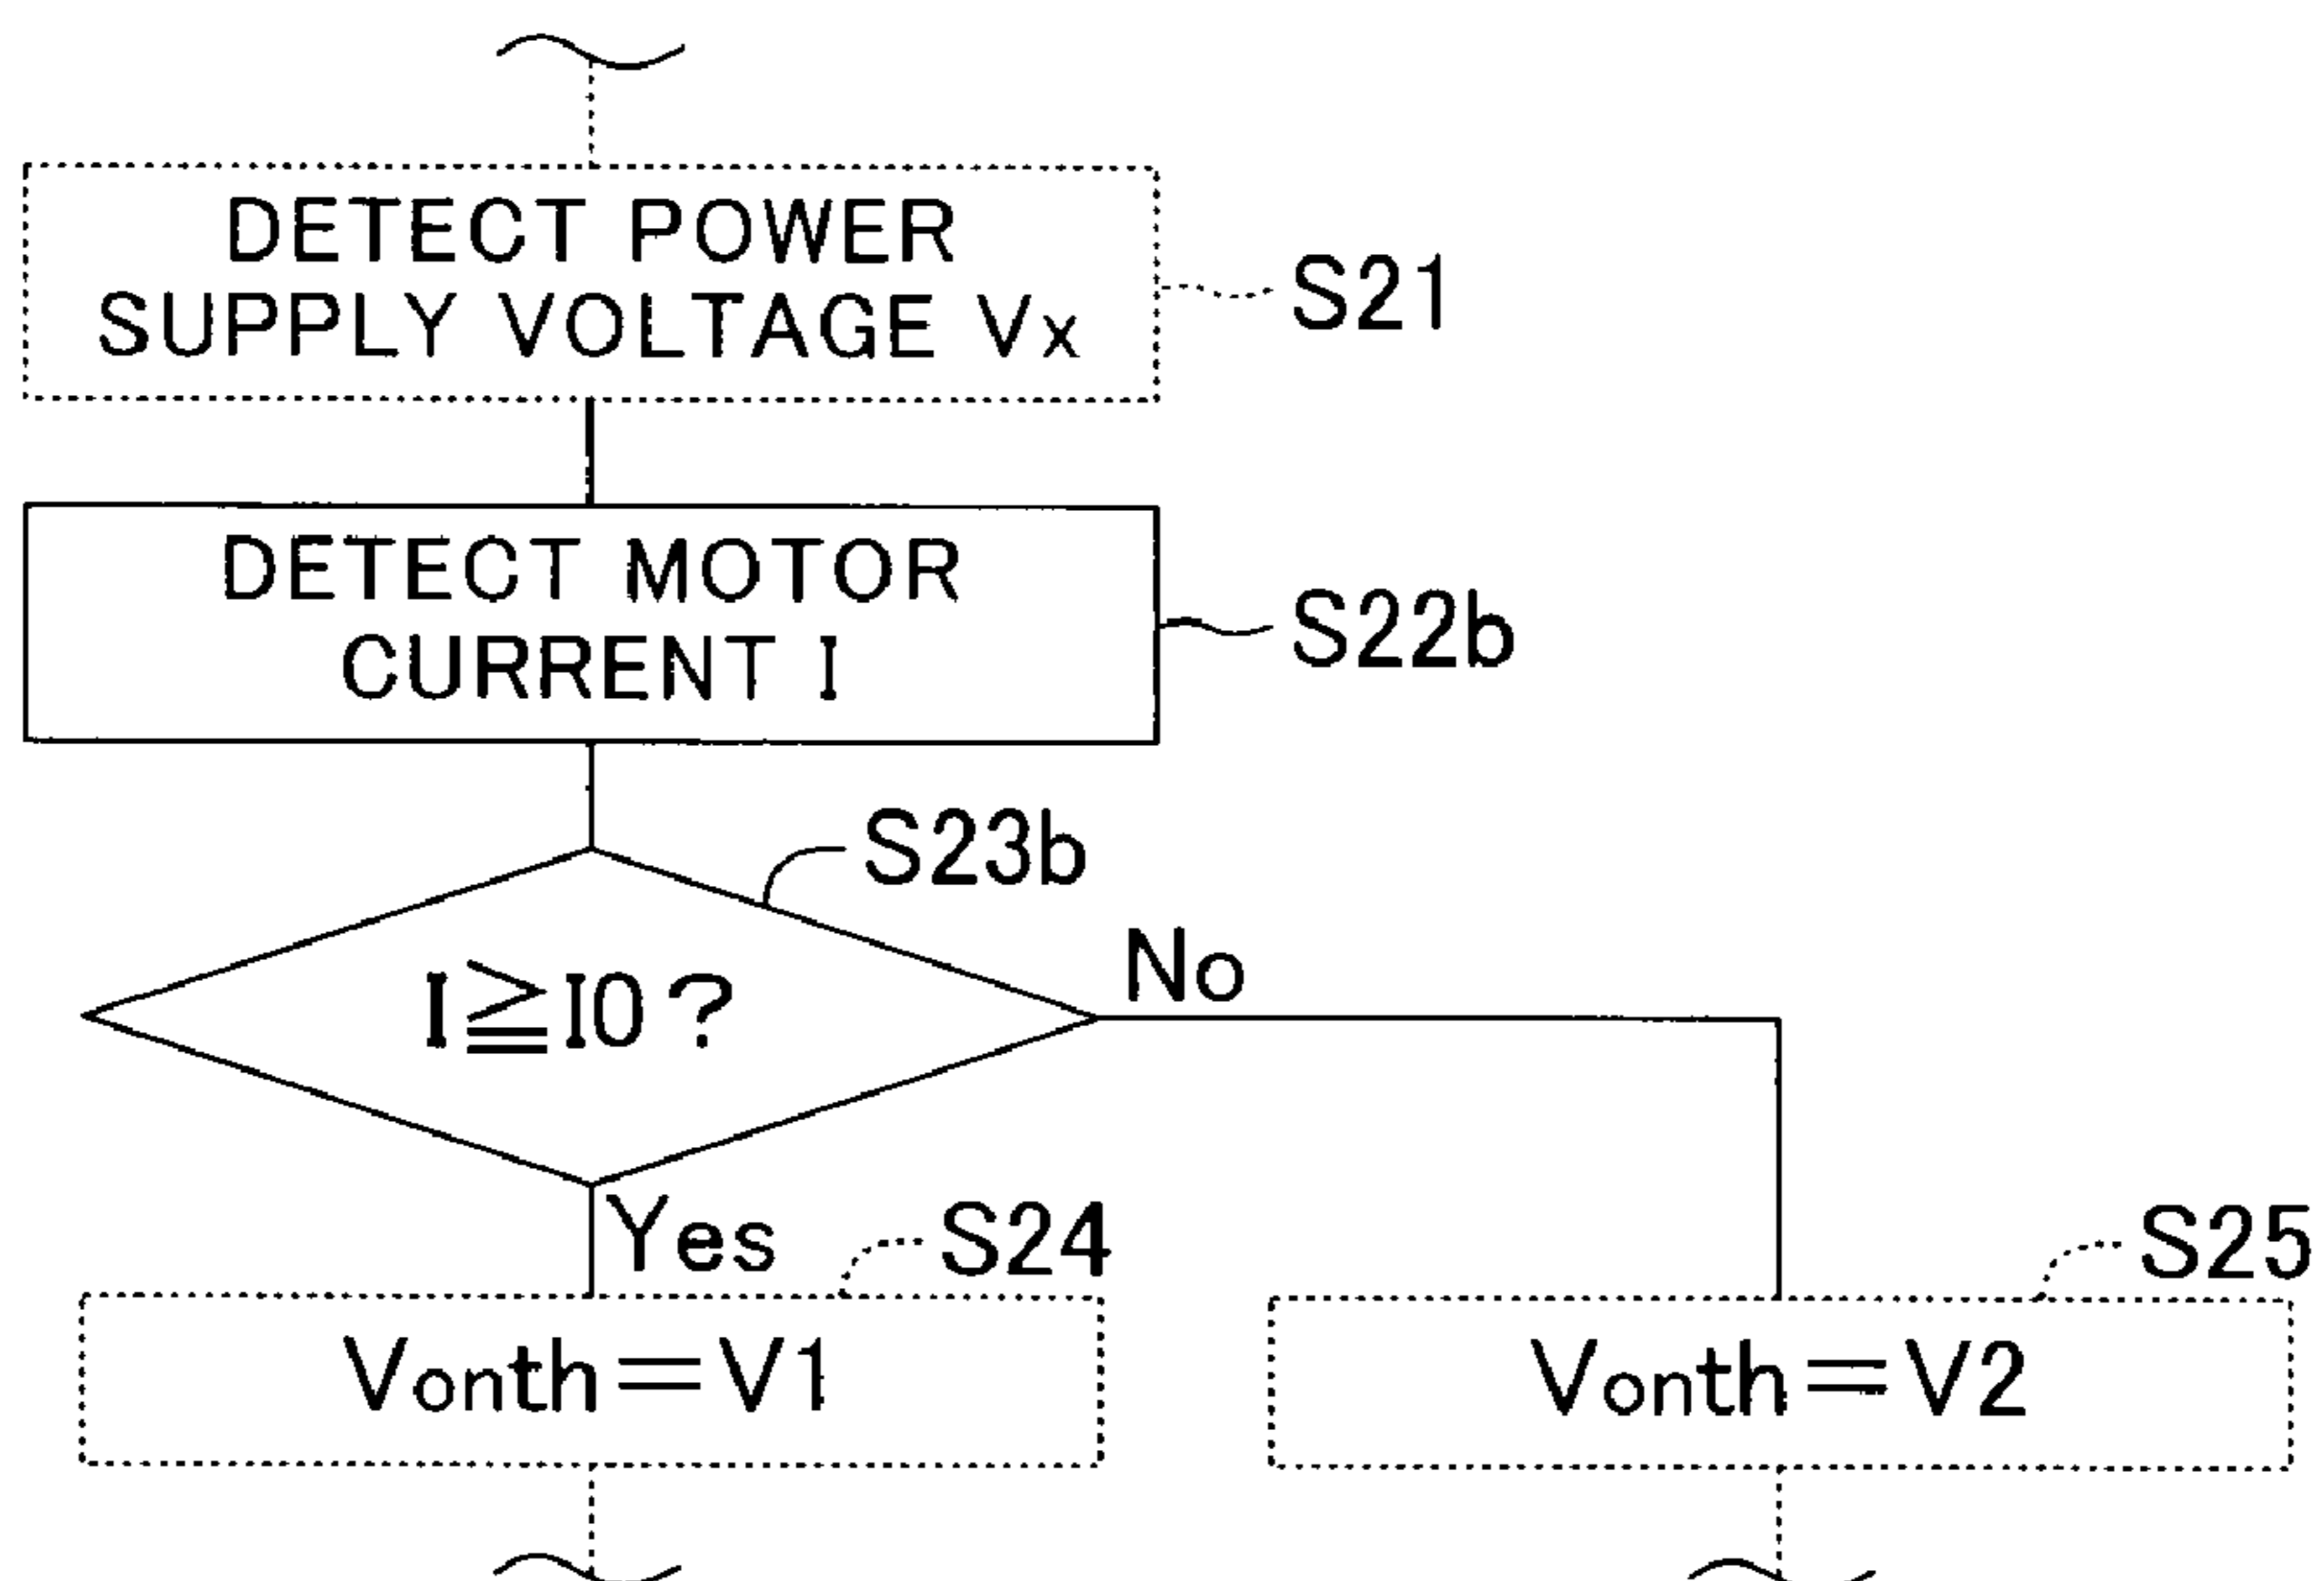 DETECT POWER
SUPPLY VOLTAGE Vx
S21
DETECT MOTOR
CURRENT I
S22b
S23b
I≧I0?
No
Yes
S24
S25
Vonth=V1
Vonth=V2